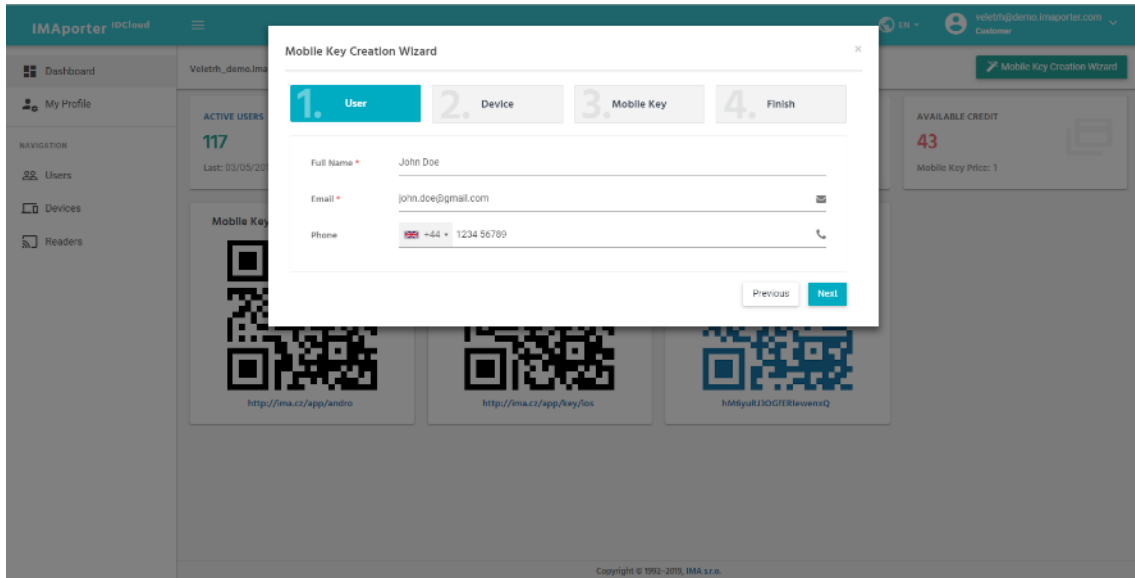 IMAporter IDCloud
EN
veletrh@demo.imaporter.com
Customer
Dashboard
My Profile
NAVIGATION
Users
Devices
Readers
Veletrh_demo.ima
Mobile Key Creation Wizard
ACTIVE USERS
117
Last: 03/05/20
AVAILABLE CREDIT
43
Mobile Key Price: 1
Mobile Key Creation Wizard
×
1. User
2. Device
3. Mobile Key
4. Finish
Full Name * John Doe
Email * john.doe@gmail.com
Phone +44 1234 56789
Previous Next
Mobile Key
http://ima.cz/app/andro
http://ima.cz/app/key/ios
Copyright © 1992-2019, IMA s.r.o.